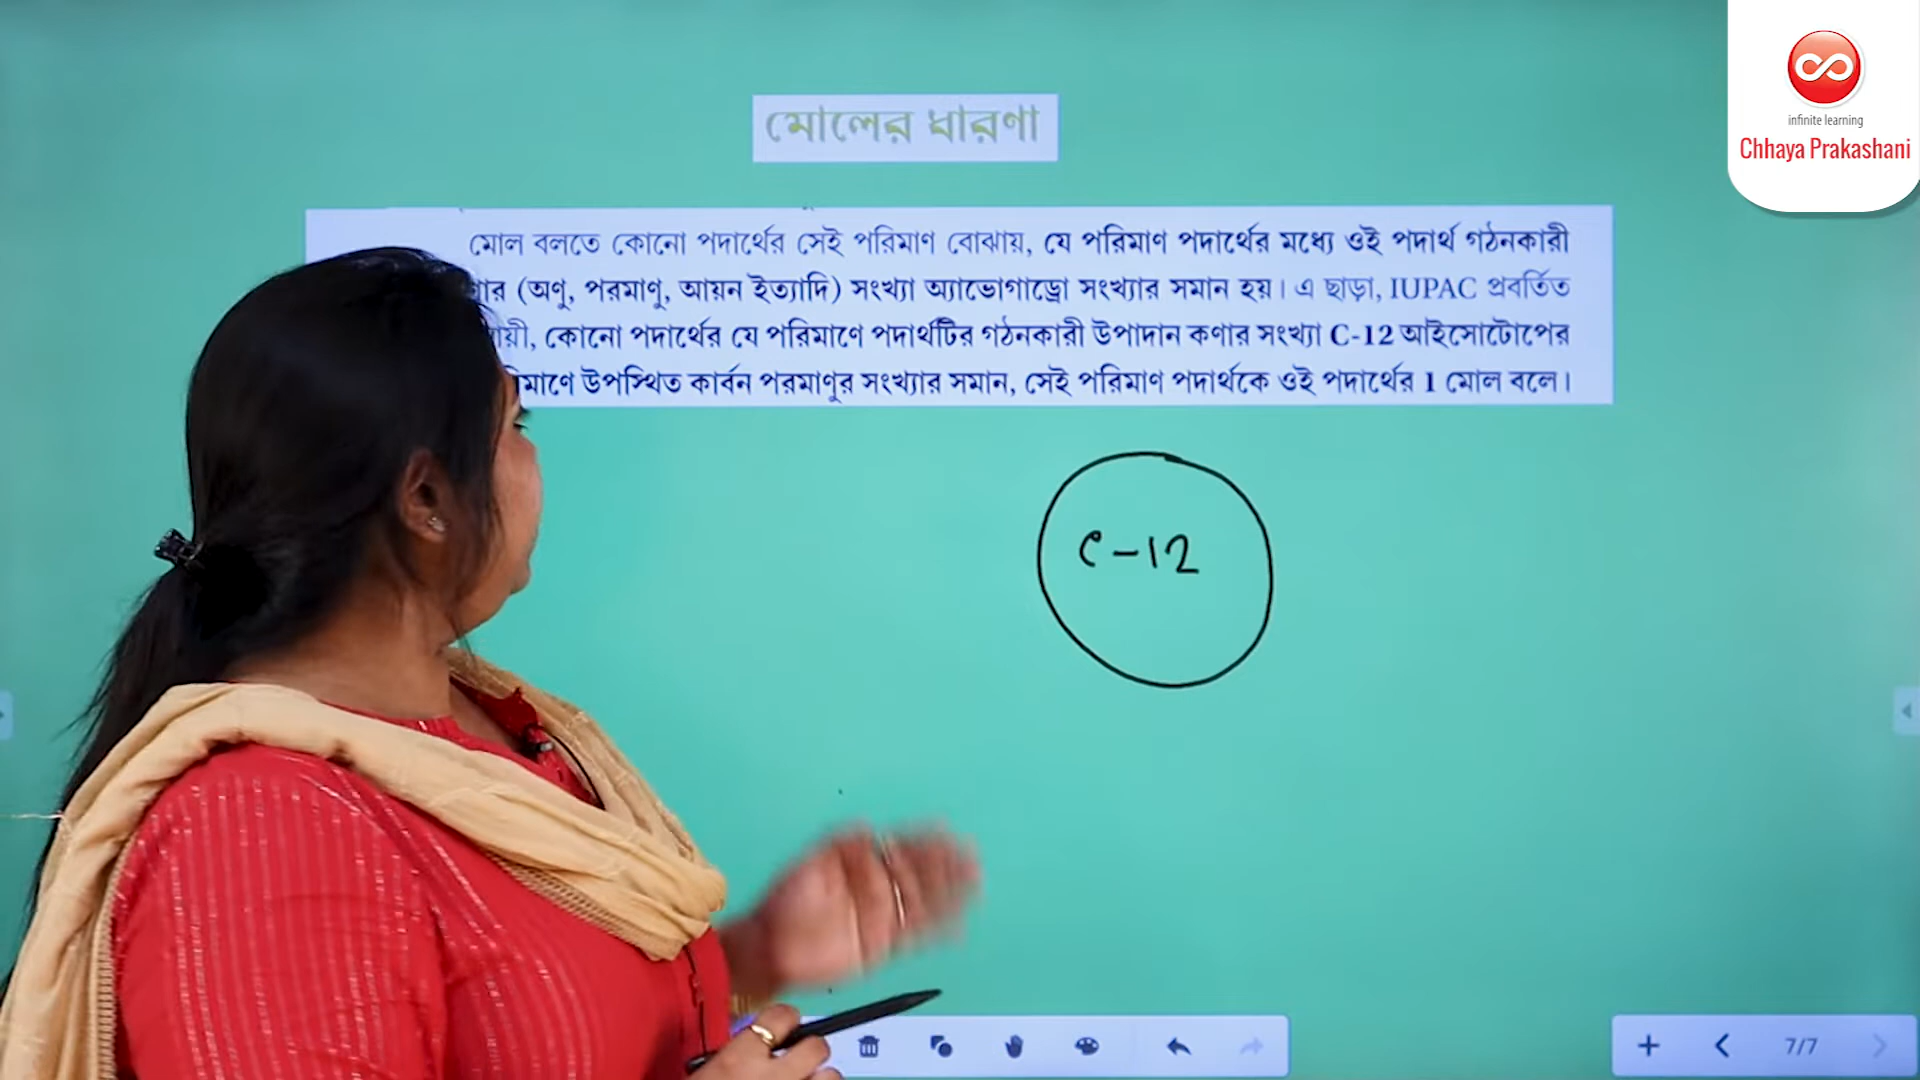 infinite learning
Chhaya Prakashani
মোলের ধারণা
মোল বলতে কোনো পদার্থের সেই পরিমাণ বোঝায়, যে পরিমাণ পদার্থের মধ্যে ওই পদার্থ গঠনকারী
(অণু, পরমাণু, আয়ন ইত্যাদি) সংখ্যা অ্যাভোগাড্রো সংখ্যার সমান হয়। এ ছাড়া, IUPAC প্রবর্তিত
কোনো পদার্থের যে পরিমাণে পদার্থটির গঠনকারী উপাদান কণার সংখ্যা C-12 আইসোটোপের
উপস্থিত কার্বন পরমাণুর সংখ্যার সমান, সেই পরিমাণ পদার্থকে ওই পদার্থের 1 মোল বলে।
C-12
7/7